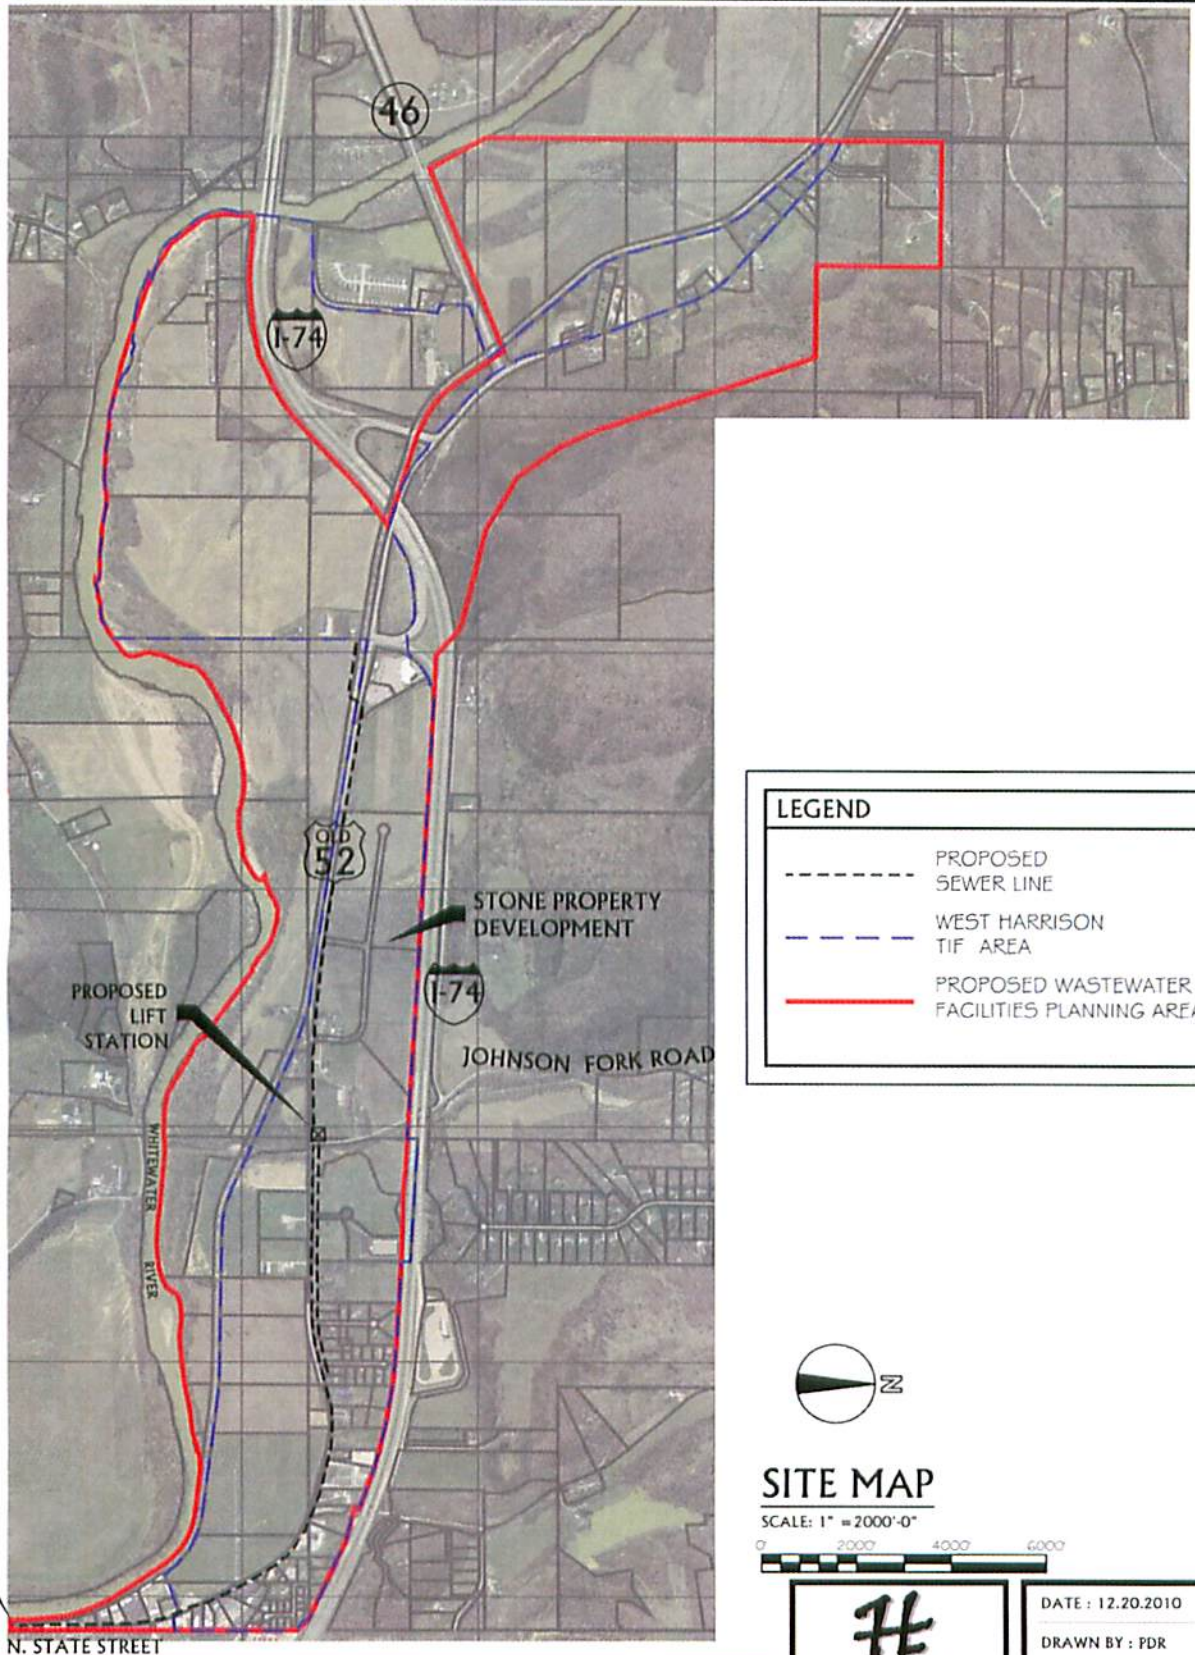 46
I-74
OLD
52
STONE PROPERTY
DEVELOPMENT
PROPOSED
LIFT
STATION
I-74
JOHNSON FORK ROAD
WHITEWATER RIVER
N. STATE STREET
LEGEND
PROPOSED
SEWER LINE
WEST HARRISON
TIF AREA
PROPOSED WASTEWATER
FACILITIES PLANNING AREA
N
SITE MAP
SCALE: 1" = 2000'-0"
0' 2000' 4000' 6000'
DATE : 12.20.2010
DRAWN BY : PDR